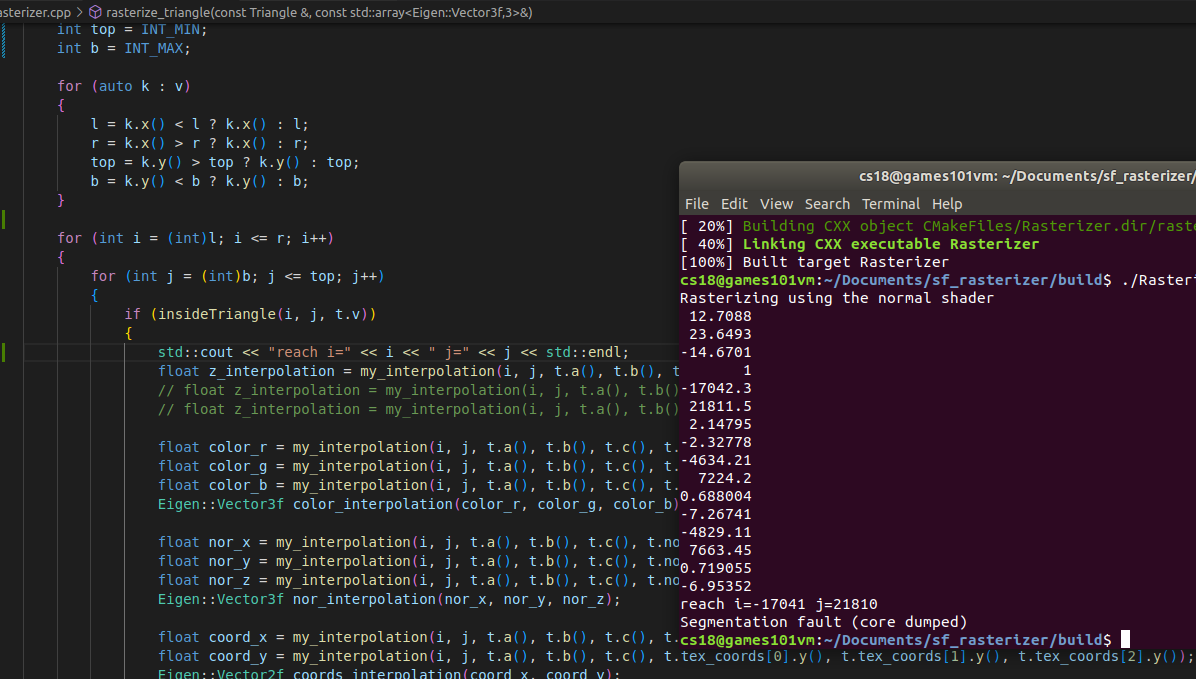 asterizer.cpp > rasterize_triangle(const Triangle &, const std::array<Eigen::Vector3f,3>&)
int top = INT_MIN;
int b = INT_MAX;
for (auto k : v)
{
l = k.x() < l ? k.x() : l;
r = k.x() > r ? k.x() : r;
top = k.y() > top ? k.y() : top;
b = k.y() < b ? k.y() : b;
}
for (int i = (int)l; i <= r; i++)
{
for (int j = (int)b; j <= top; j++)
{
if (insideTriangle(i, j, t.v))
{
std::cout << "reach i=" << i << " j=" << j << std::endl;
float z_interpolation = my_interpolation(i, j, t.a(), t.b(), t
// float z_interpolation = my_interpolation(i, j, t.a(), t.b()
// float z_interpolation = my_interpolation(i, j, t.a(), t.b()
float color_r = my_interpolation(i, j, t.a(), t.b(), t.c(), t.
float color_g = my_interpolation(i, j, t.a(), t.b(), t.c(), t.
float color_b = my_interpolation(i, j, t.a(), t.b(), t.c(), t.
Eigen::Vector3f color_interpolation(color_r, color_g, color_b)
float nor_x = my_interpolation(i, j, t.a(), t.b(), t.c(), t.no
float nor_y = my_interpolation(i, j, t.a(), t.b(), t.c(), t.no
float nor_z = my_interpolation(i, j, t.a(), t.b(), t.c(), t.no
Eigen::Vector3f nor_interpolation(nor_x, nor_y, nor_z);
float coord_x = my_interpolation(i, j, t.a(), t.b(), t.c(), t.
float coord_y = my_interpolation(i, j, t.a(), t.b(), t.c(), t.tex_coords[0].y(), t.tex_coords[1].y(), t.tex_coords[2].y());
Eigen::Vector2f coords_interpolation(coord_x, coord_y);
cs18@games101vm: ~/Documents/sf_rasterizer/
File Edit View Search Terminal Help
[ 20%] Building CXX object CMakeFiles/Rasterizer.dir/raste
[ 40%] Linking CXX executable Rasterizer
[100%] Built target Rasterizer
cs18@games101vm:~/Documents/sf_rasterizer/build$ ./Raster
Rasterizing using the normal shader
12.7088
23.6493
-14.6701
1
-17042.3
21811.5
2.14795
-2.32778
-4634.21
7224.2
0.688004
-7.26741
-4829.11
7663.45
0.719055
-6.95352
reach i=-17041 j=21810
Segmentation fault (core dumped)
cs18@games101vm:~/Documents/sf_rasterizer/build$